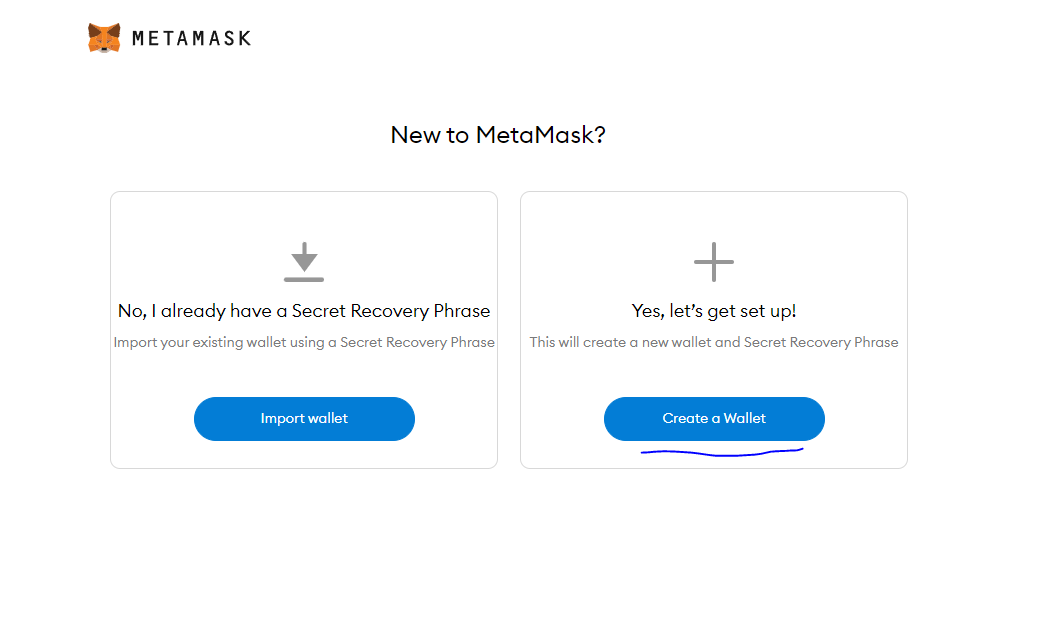 METAMASK
New to MetaMask?
No, I already have a Secret Recovery Phrase
Import your existing wallet using a Secret Recovery Phrase
Import wallet
Yes, let’s get set up!
This will create a new wallet and Secret Recovery Phrase
Create a Wallet